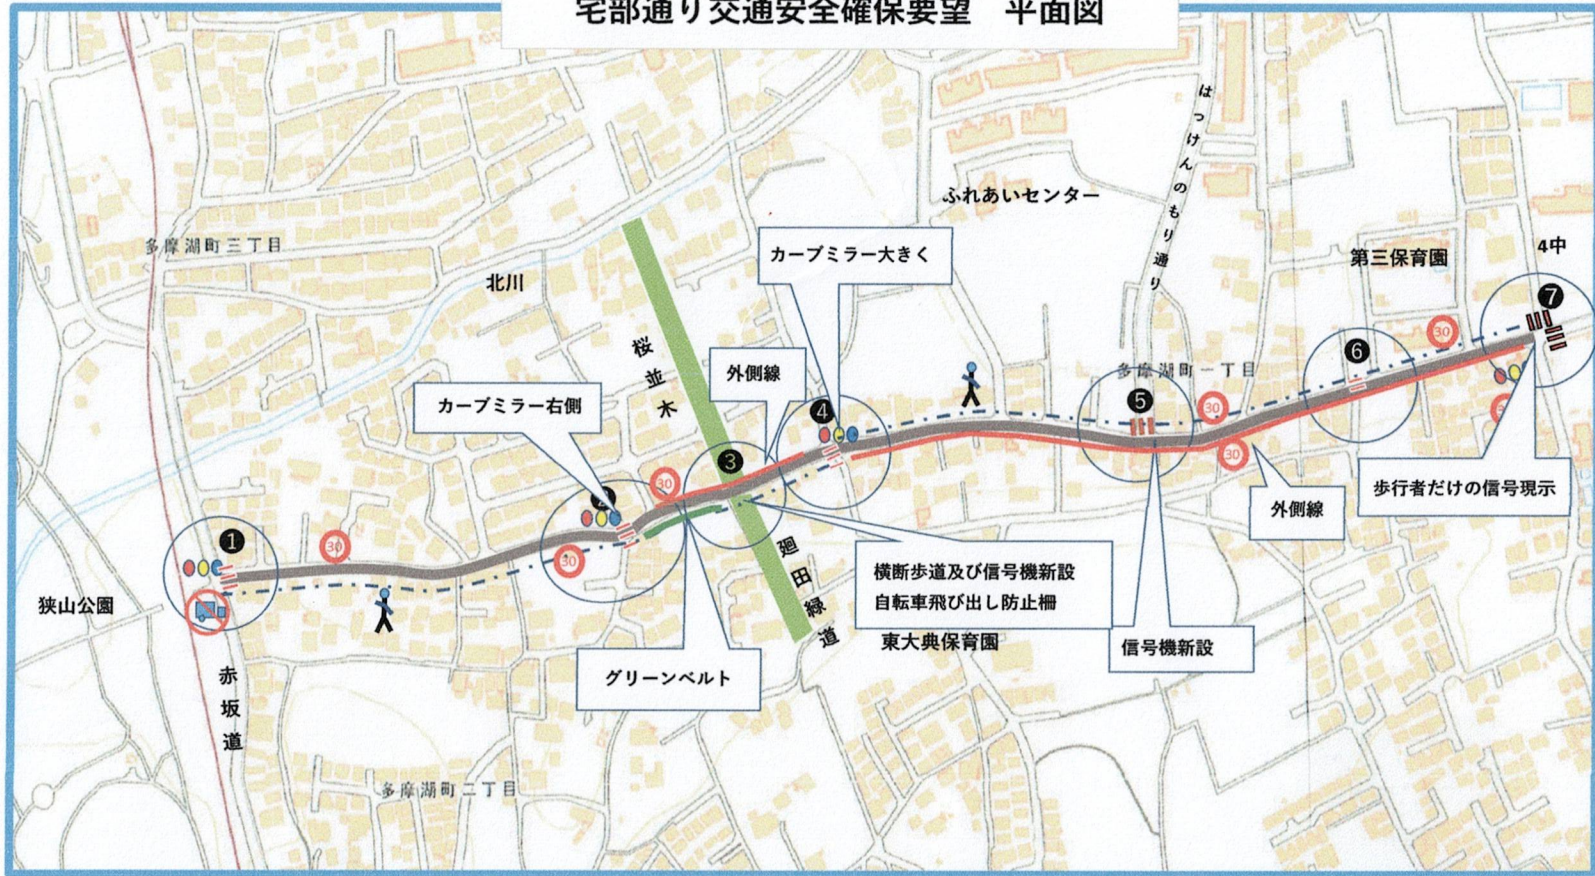 宅部通り交通安全確保要望 平面図
はっけんのもり通り
ふれあいセンター
多摩湖町三丁目
4中
第三保育園
カーブミラー大きく
北川
❼
30
桜並木
❻
外側線
多摩湖町一丁目
カーブミラー右側
❹
❺
30
30
❸
30
歩行者だけの信号現示
❷
外側線
❶
30
30
廻田緑道
横断歩道及び信号機新設
自転車飛び出し防止柵
狭山公園
東大典保育園
信号機新設
グリーンベルト
赤坂道
多摩湖町二丁目